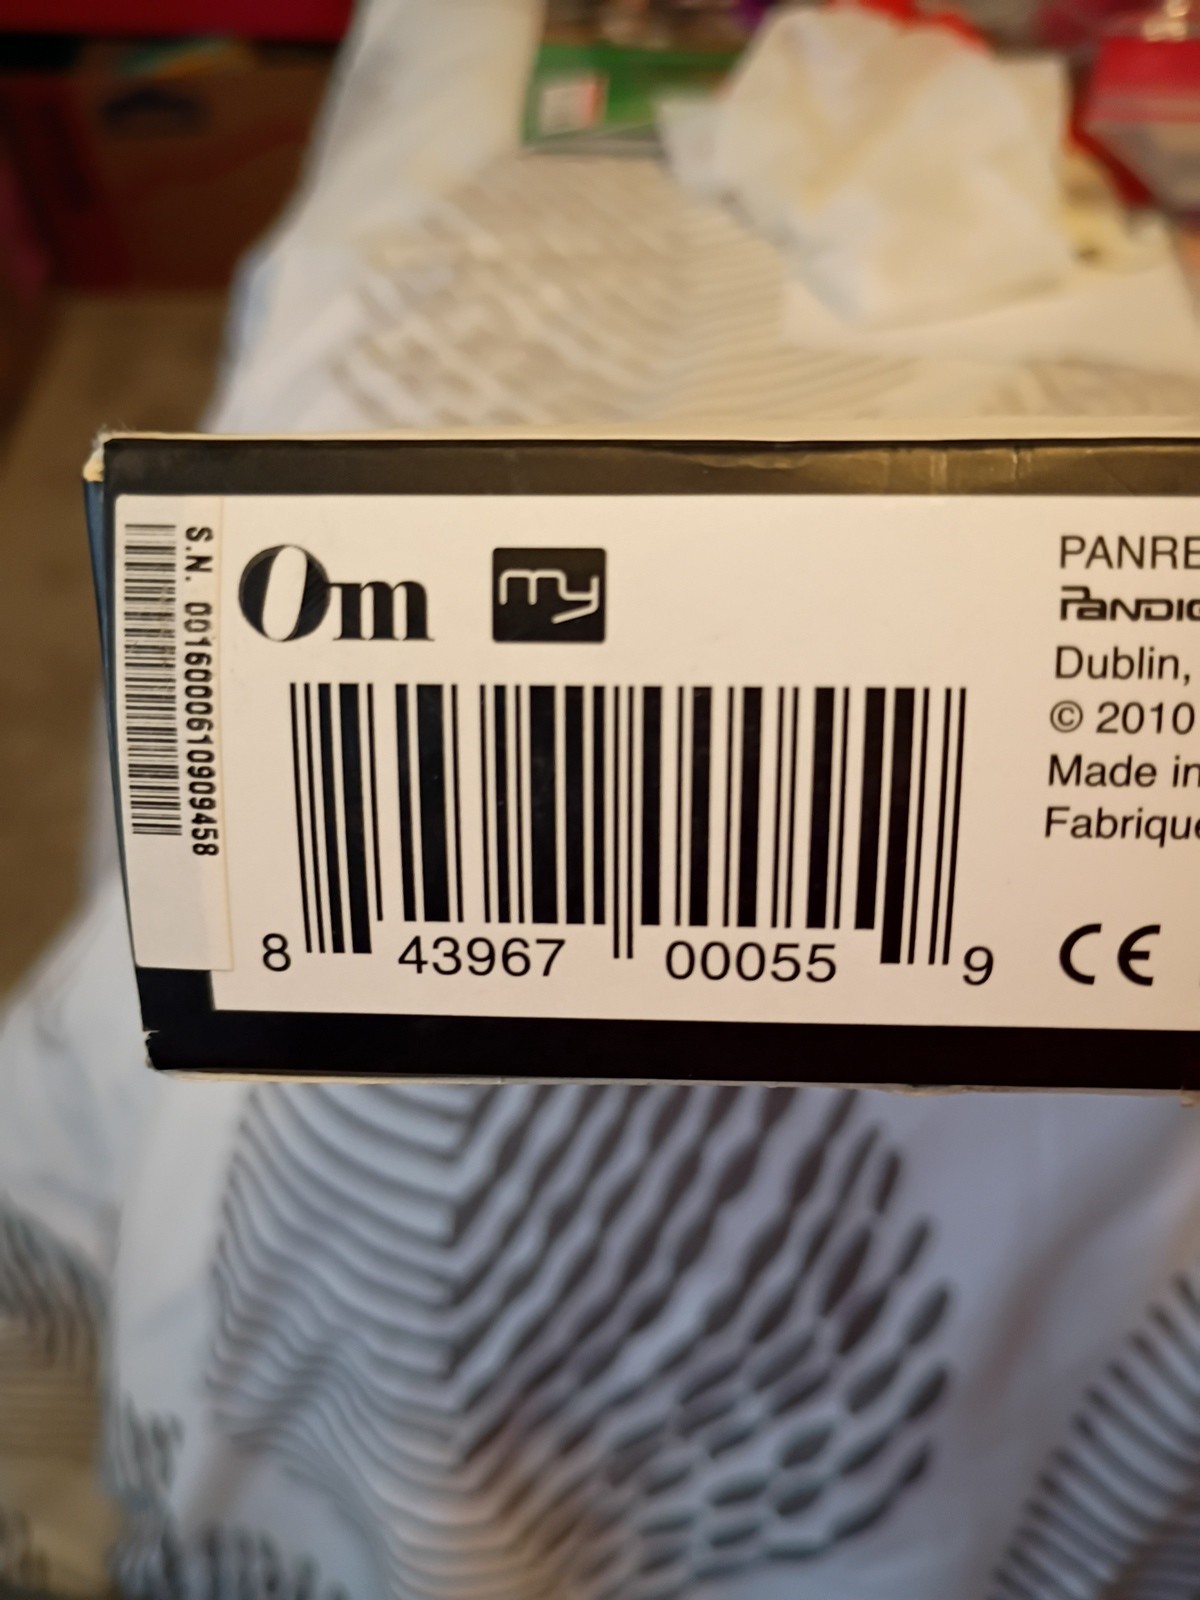 S.N. 0016000610909458
Om
my
8 43967 00055 9
PANRE
PANDIG
Dublin,
© 2010
Made in
Fabrique
CE